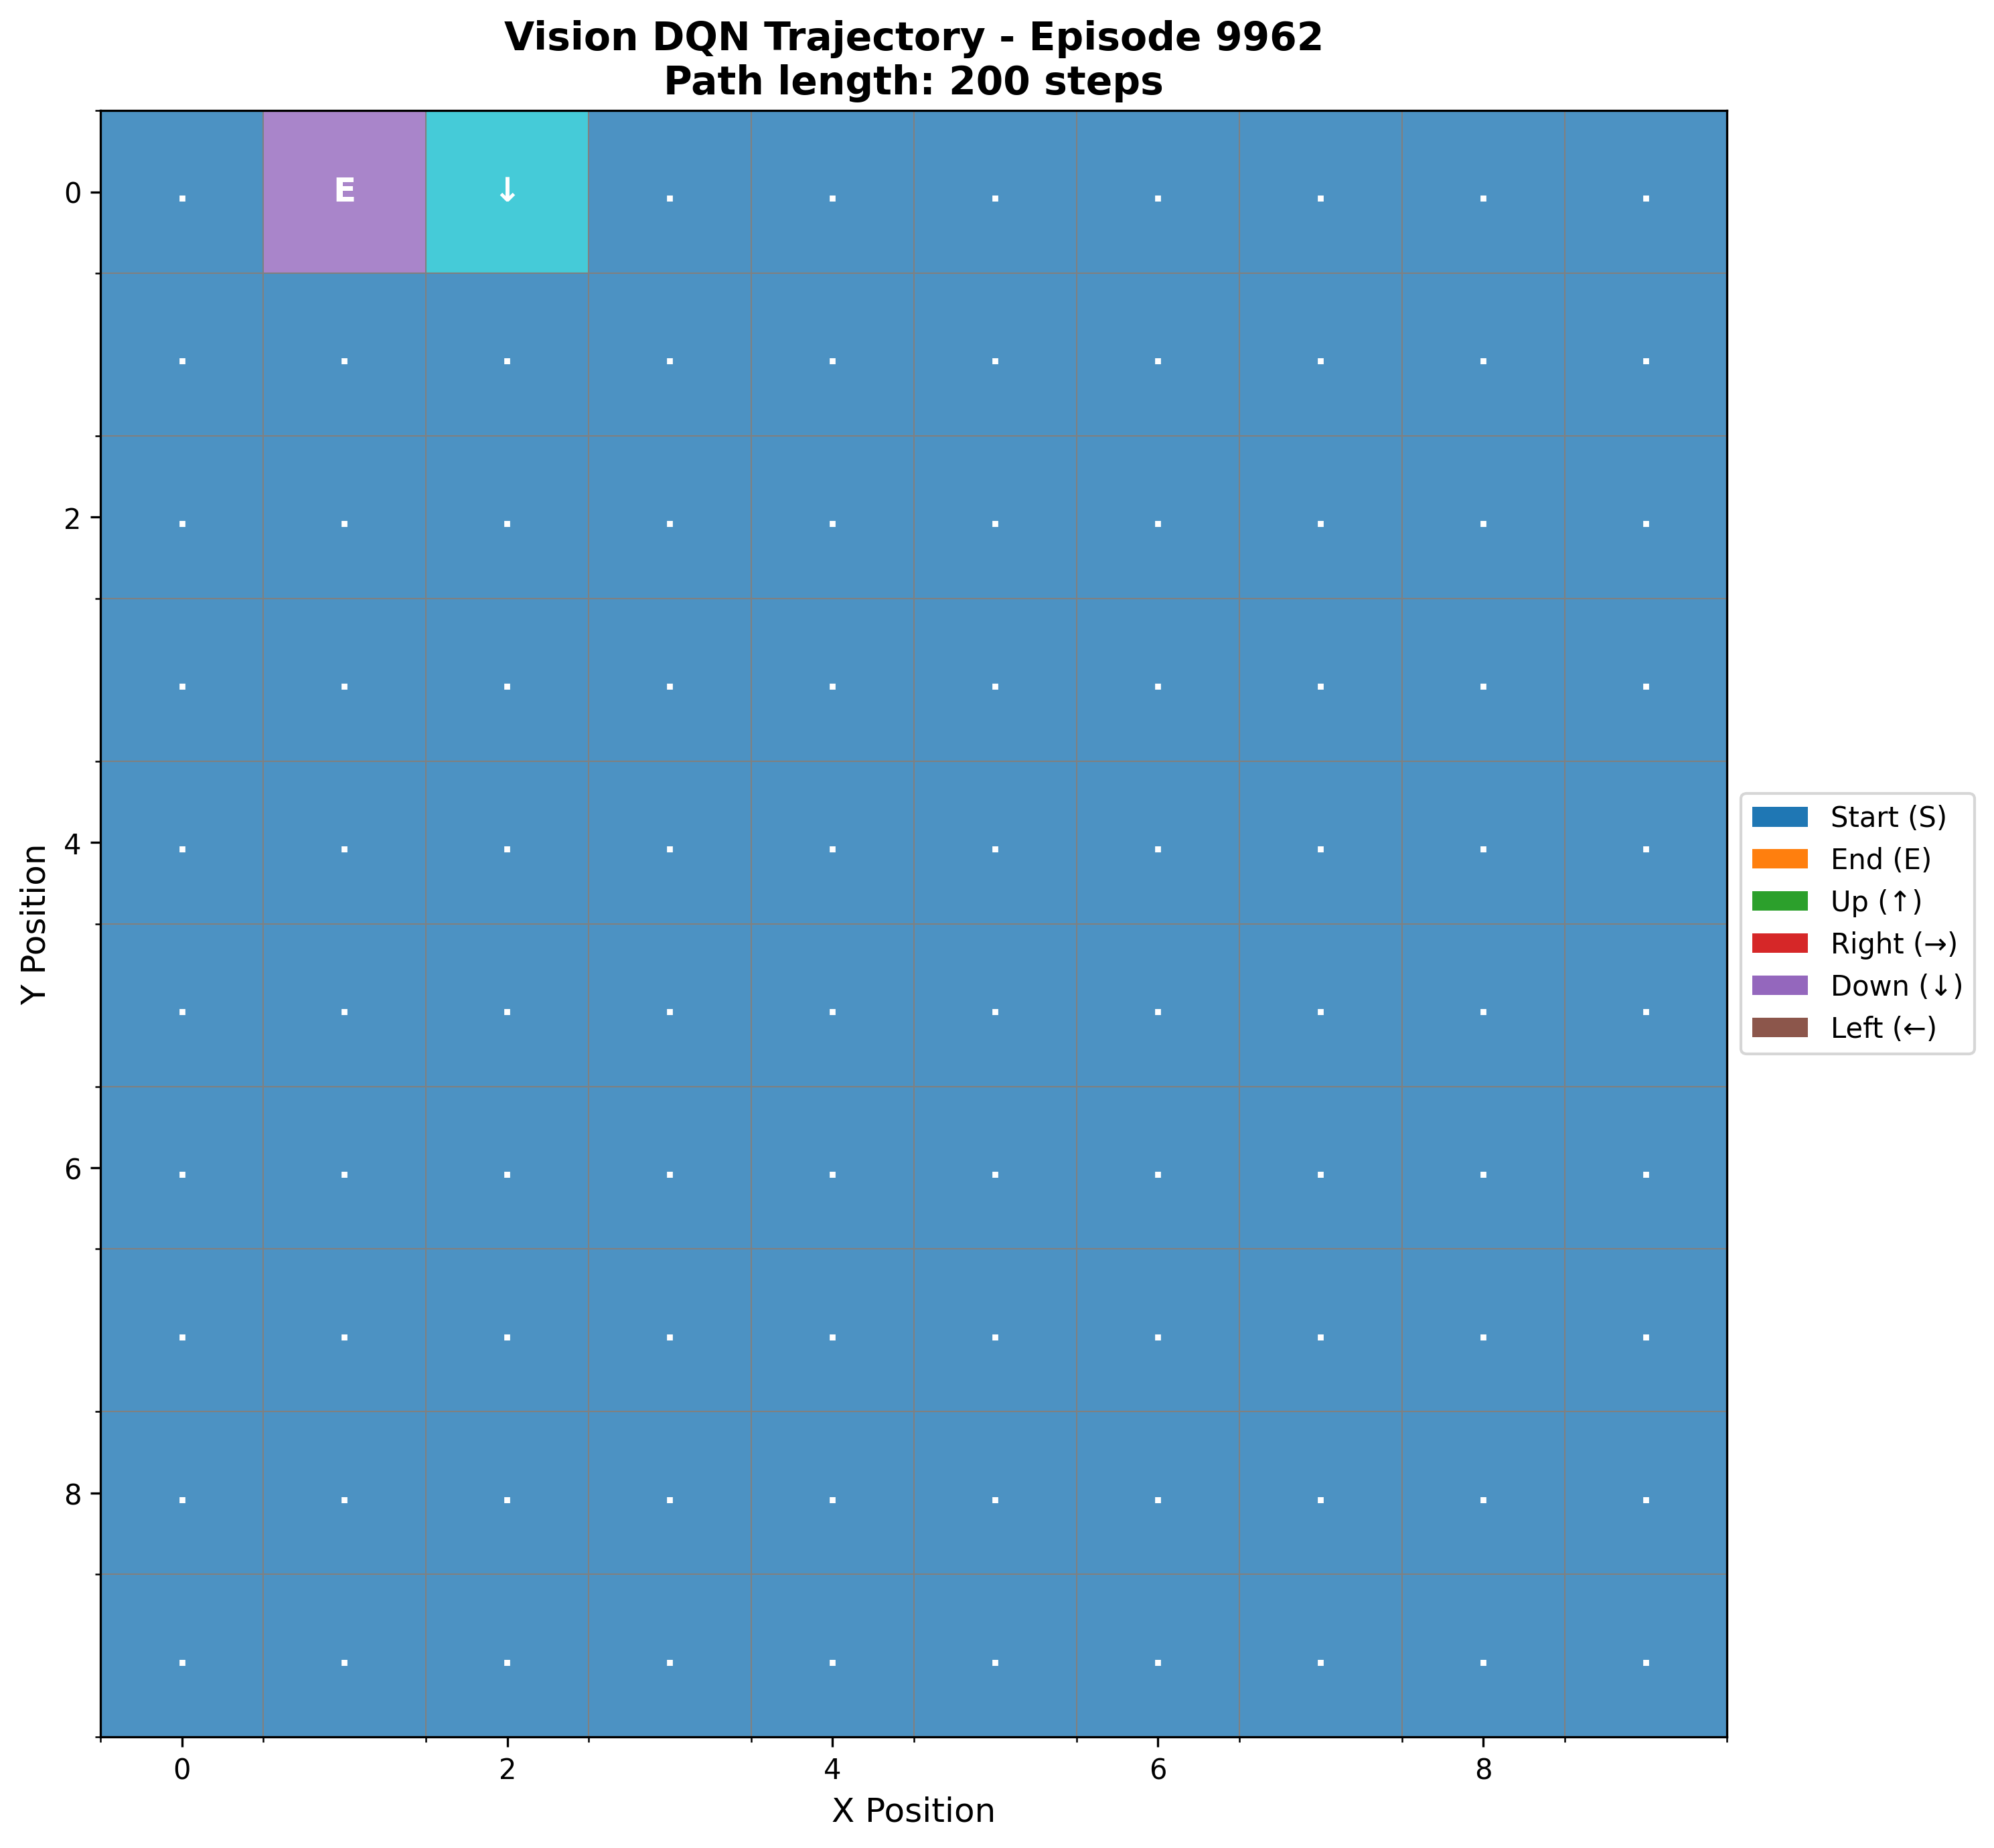 Vision DQN Trajectory - Episode 9962
Path length: 200 steps
E ↓
0
2
4
6
8
Y Position
0 2 4 6 8
X Position
Start (S)
End (E)
Up (↑)
Right (→)
Down (↓)
Left (←)